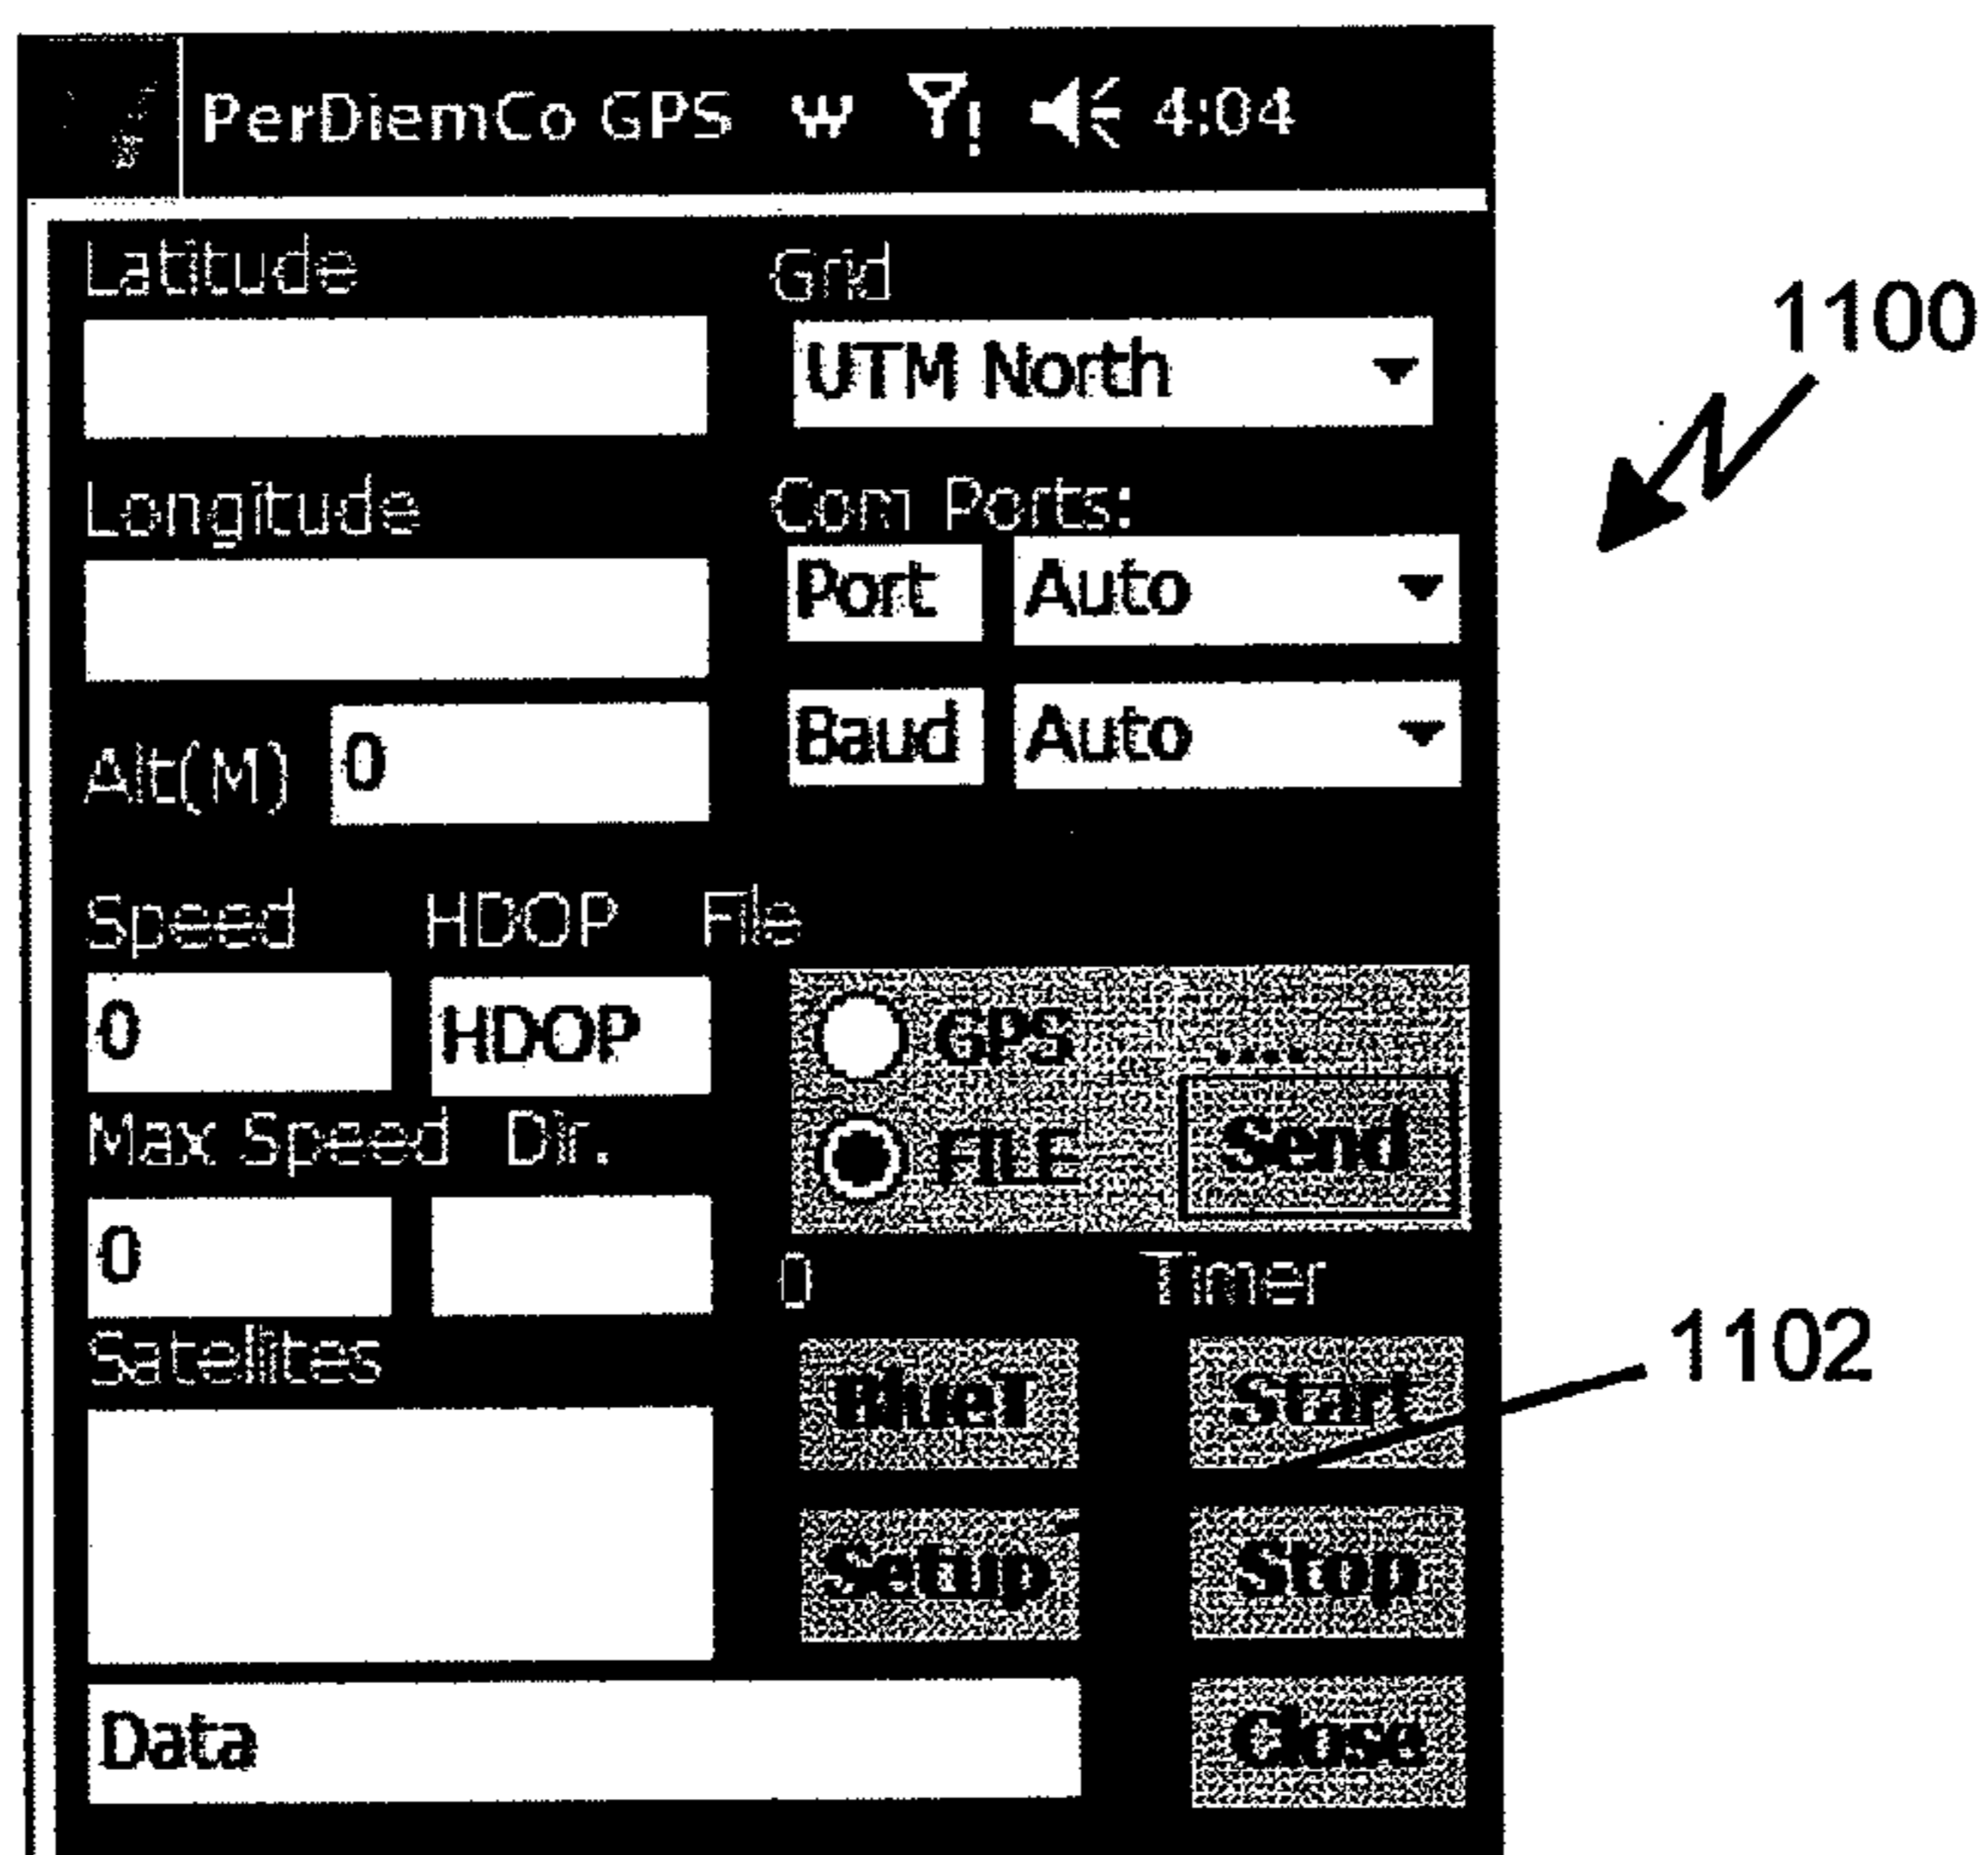 PerDiemCo GPS 4:04
Latitude Grid
UTM North
1100
Longitude Com Ports:
Port Auto
Alt(M) 0 Baud Auto
Speed HDOP File
0 HDOP GPS ....
FILE Send
Max Speed Dir.
0 0 Timer
Satellites
BlueT Start
1102
Setup Stop
Data Close